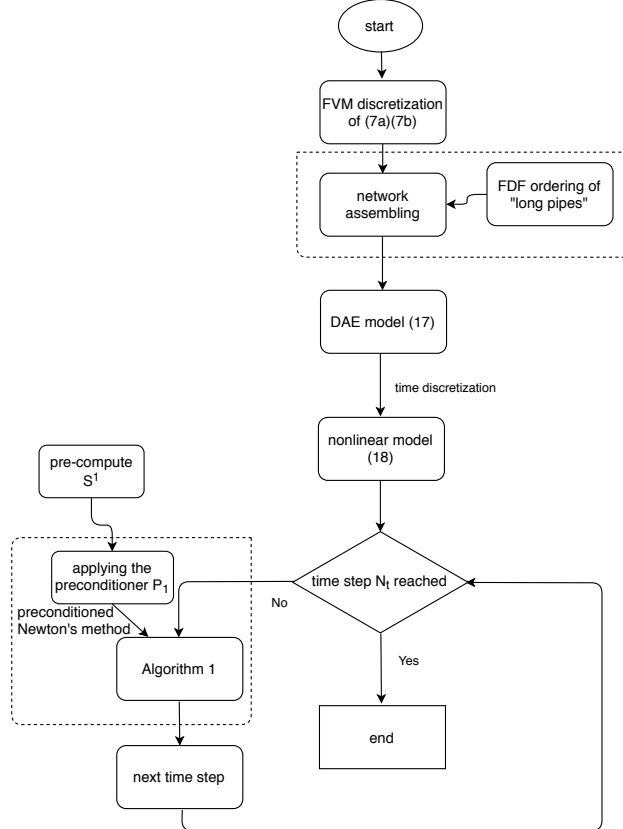 start
FVM discretization
of (7a)(7b)
network
assembling
FDF ordering of
"long pipes"
DAE model (17)
time discretization
nonlinear model
(18)
pre-compute
S¹
applying the
preconditioner P₁
preconditioned
Newton's method
time step Nₜ reached
No
Algorithm 1
Yes
end
next time step